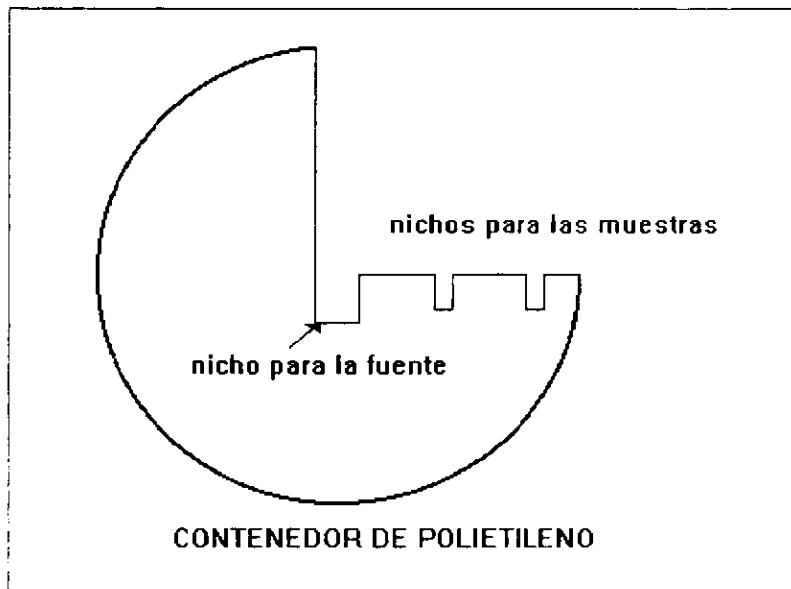 nichos para las muestras
nicho para la fuente
CONTENEDOR DE POLIETILENO